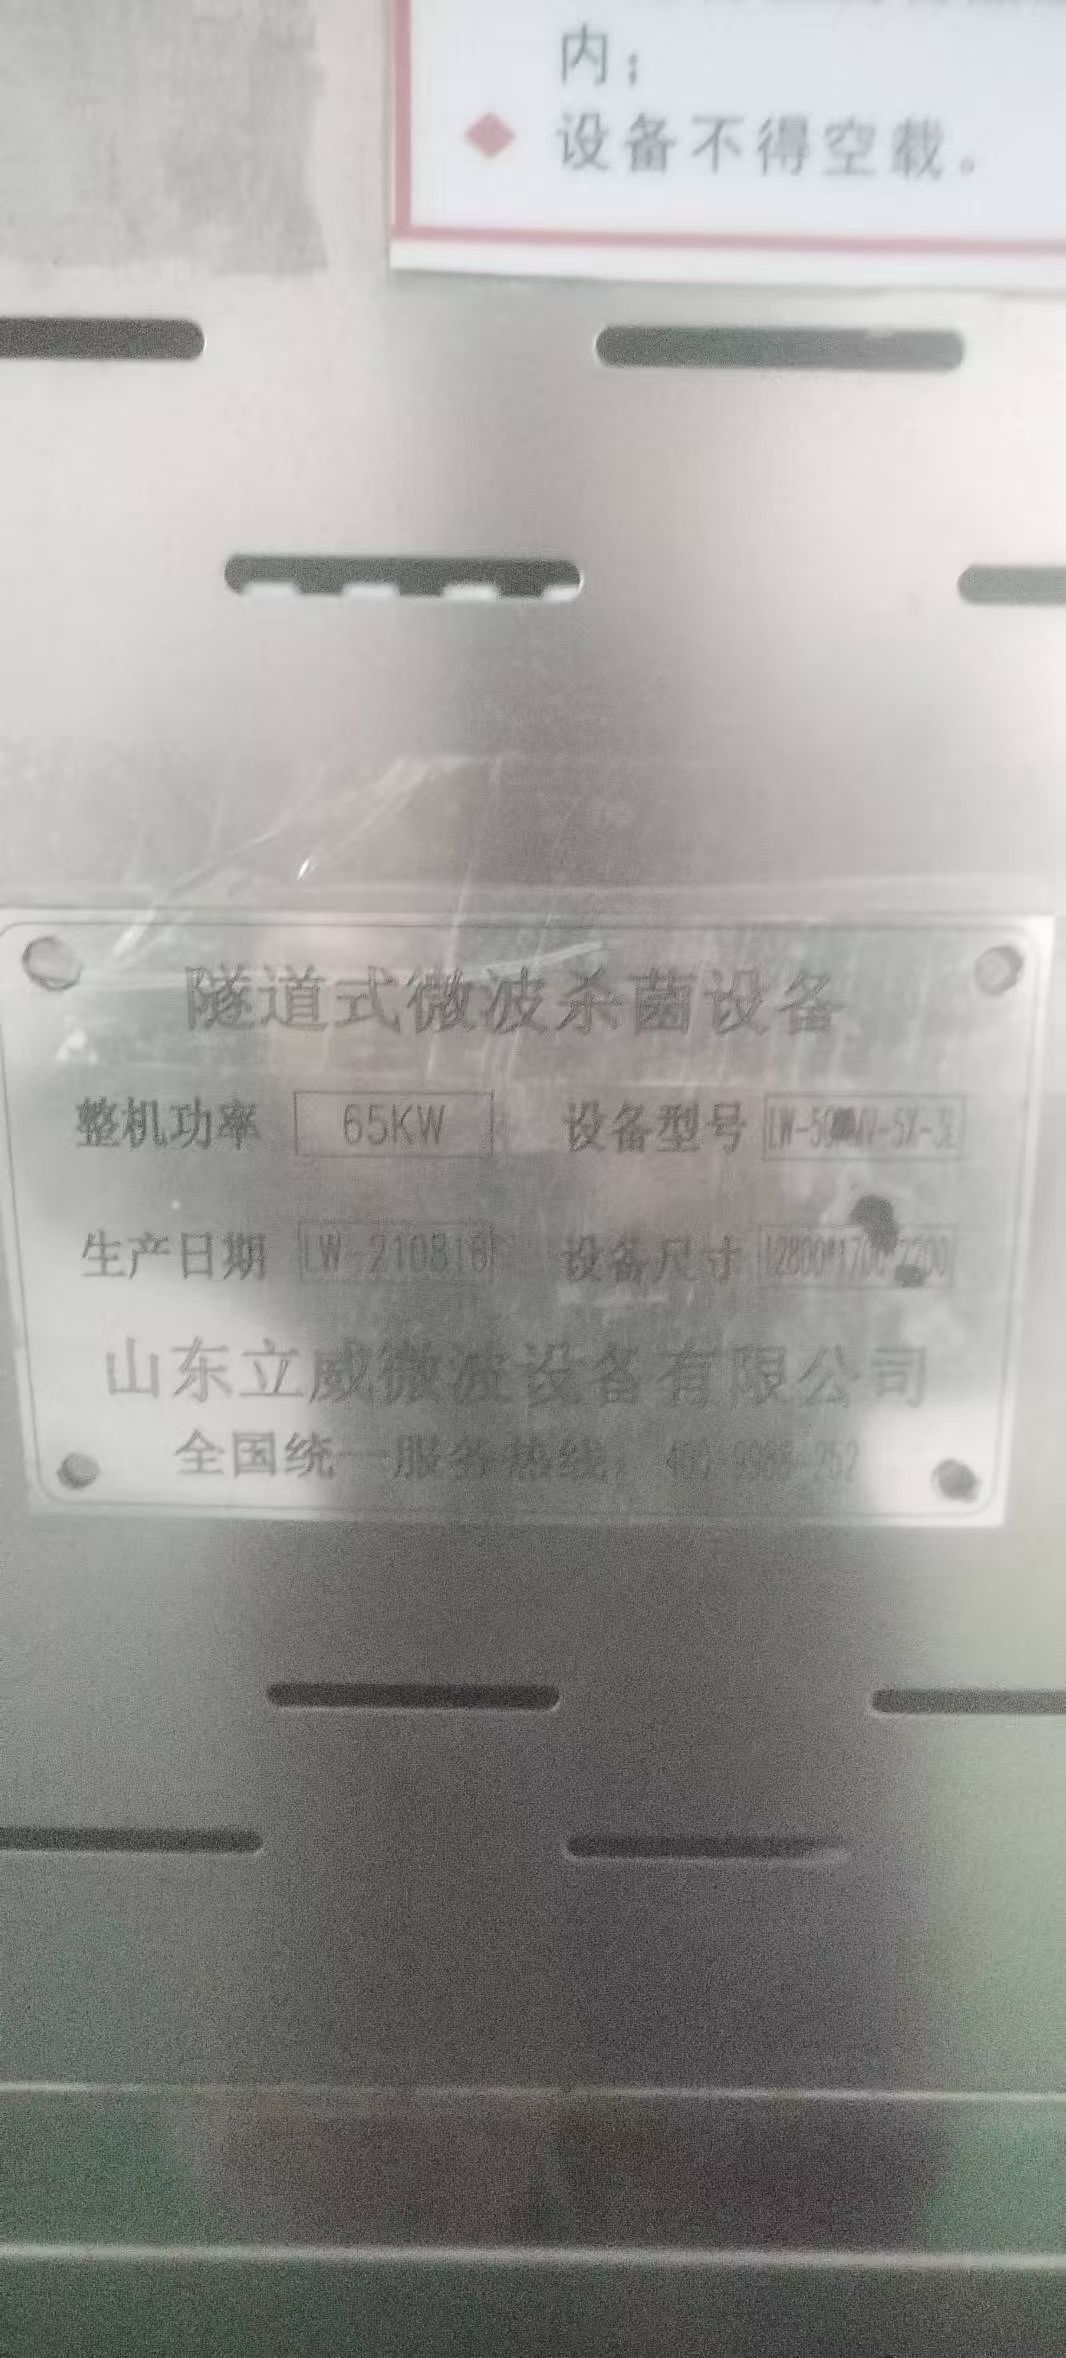 内；
◆ 设备不得空载。
隧道式微波杀菌设备
整机功率 65KW 设备型号
生产日期 LW-210818 设备尺寸
山东立威微波设备有限公司
全国统一服务热线：